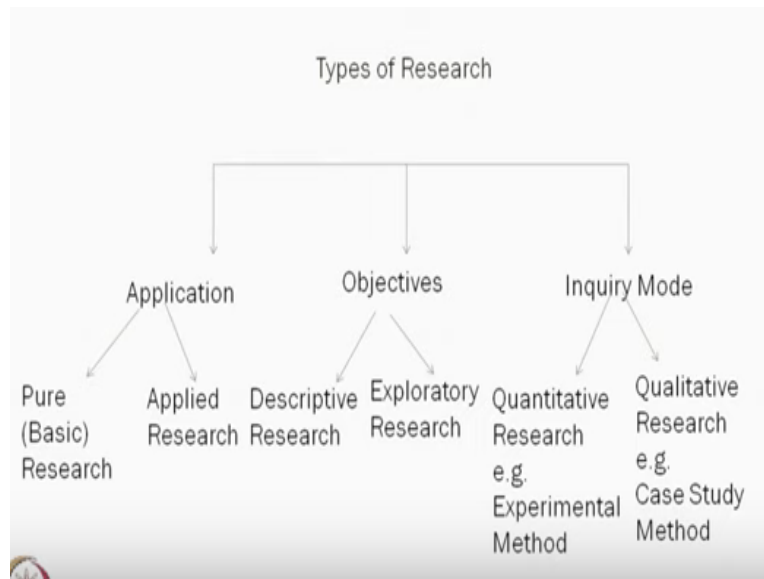 Types of Research
Application
Objectives
Inquiry Mode
Pure
(Basic)
Research
Applied
Research
Descriptive
Research
Exploratory
Research
Quantitative
Research
e.g.
Experimental
Method
Qualitative
Research
e.g.
Case Study
Method